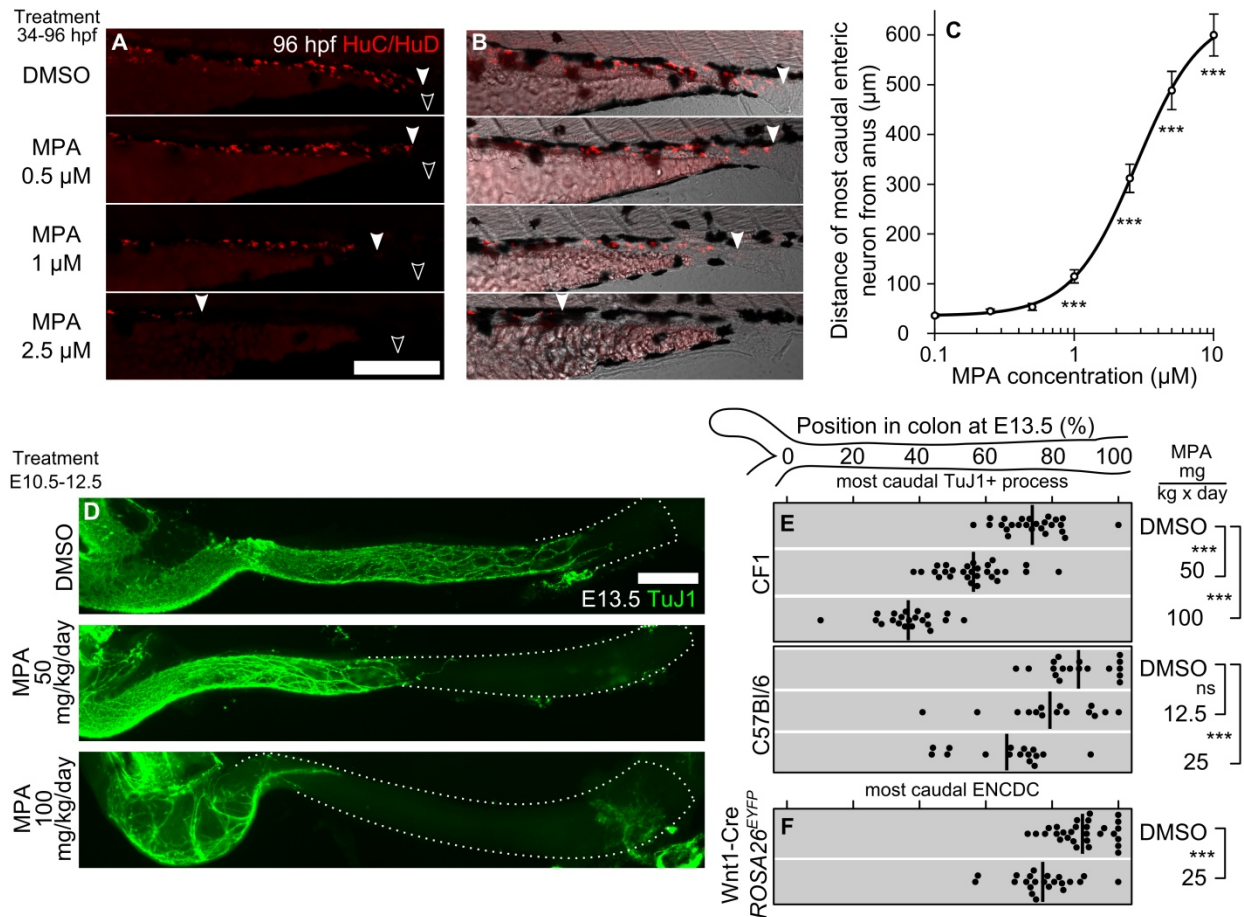 Treatment
34-96 hpf
A
96 hpf HuC/HuD
B
DMSO
MPA
0.5 µM
MPA
1 µM
MPA
2.5 µM
C
Distance of most caudal enteric
neuron from anus (µm)
600
500
400
300
200
100
0
***
***
***
***
0.1
1
10
MPA concentration (µM)
Treatment
E10.5-12.5
D
DMSO
E13.5 TuJ1
MPA
50
mg/kg/day
MPA
100
mg/kg/day
Position in colon at E13.5 (%)
0 20 40 60 80 100
most caudal TuJ1+ process
MPA
mg
kg x day
E
CF1
DMSO
***
50
***
100
C57Bl/6
DMSO
ns
12.5
***
25
most caudal ENCDC
F
Wnt1-Cre
ROSA26EYFP
DMSO
***
25